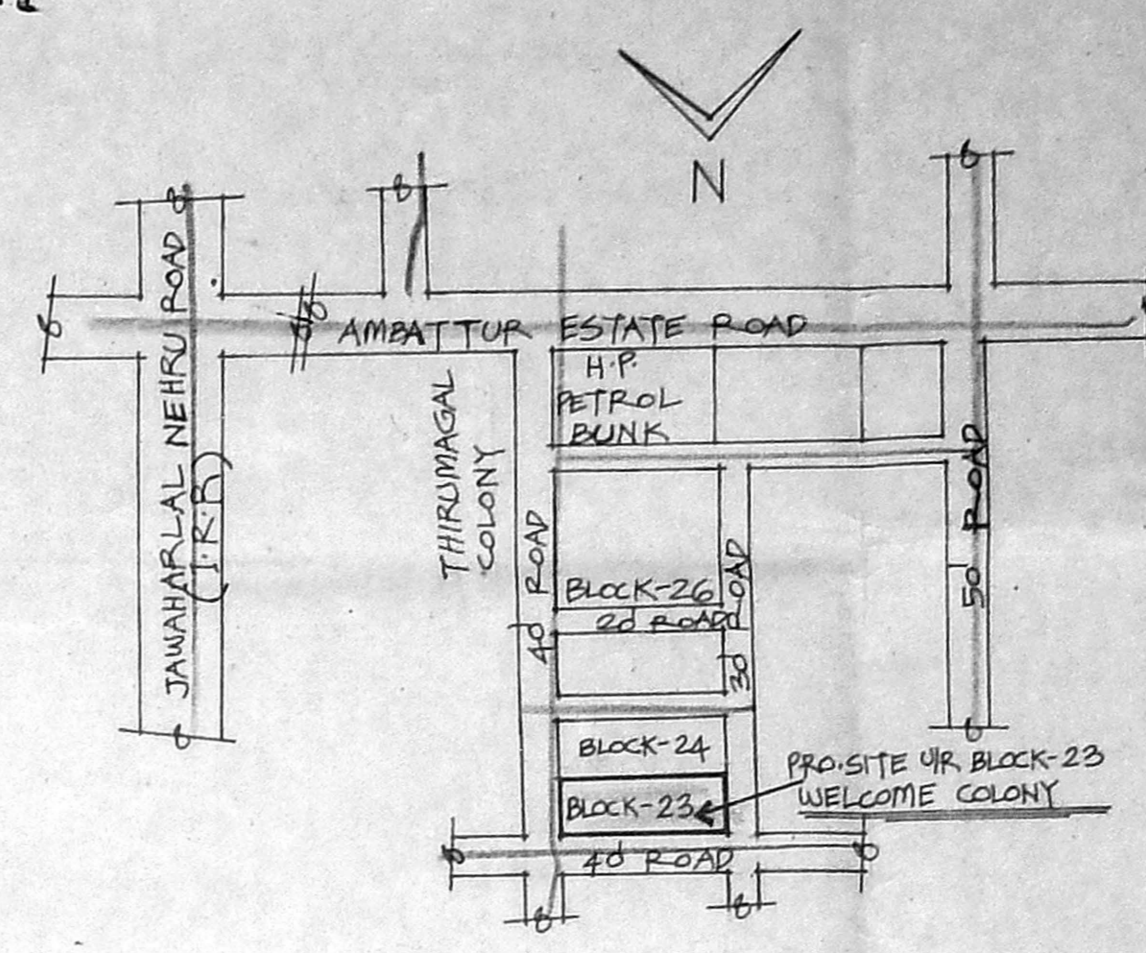 N
JAWAHARLAL NEHRU ROAD
(I.R.R)
AMBATTUR ESTATE ROAD
H.P.
PETROL
BUNK
THIRUMAGAL
COLONY
40' ROAD
BLOCK-26
20' ROAD
30' ROAD
50' ROAD
BLOCK-24
BLOCK-23
PRO.SITE U/R BLOCK-23
WELCOME COLONY
40' ROAD